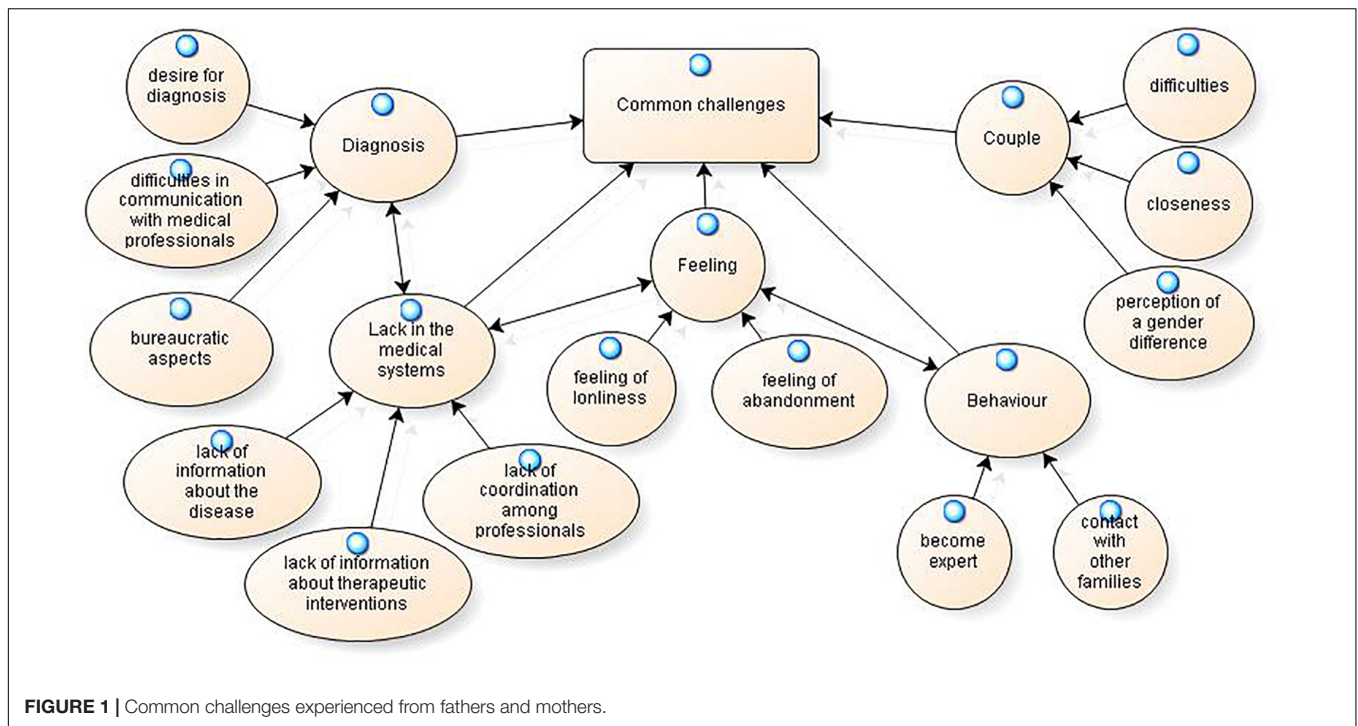 desire for
diagnosis
Diagnosis
difficulties in
communication
with medical
professionals
bureaucratic
aspects
Common challenges
Couple
difficulties
closeness
perception of
a gender
difference
Feeling
feeling of
lonliness
feeling of
abandonment
Lack in the
medical
systems
lack of
information
about the
disease
lack of information
about therapeutic
interventions
lack of
coordination
among
professionals
Behaviour
become
expert
contact
with
other
families
FIGURE 1 | Common challenges experienced from fathers and mothers.